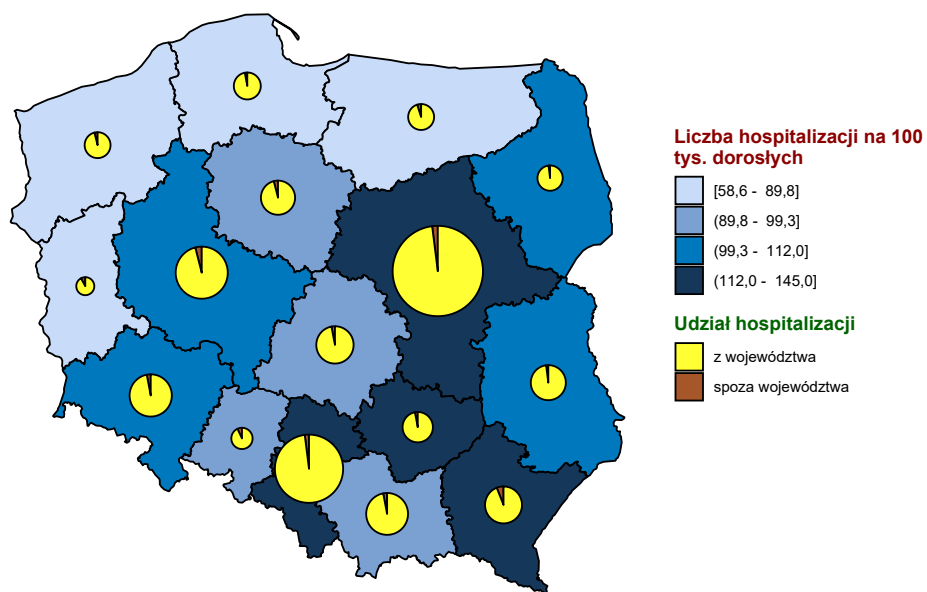 Liczba hospitalizacji na 100
tys. dorosłych
[58,6 - 89,8]
(89,8 - 99,3]
(99,3 - 112,0]
(112,0 - 145,0]
Udział hospitalizacji
z województwa
spoza województwa